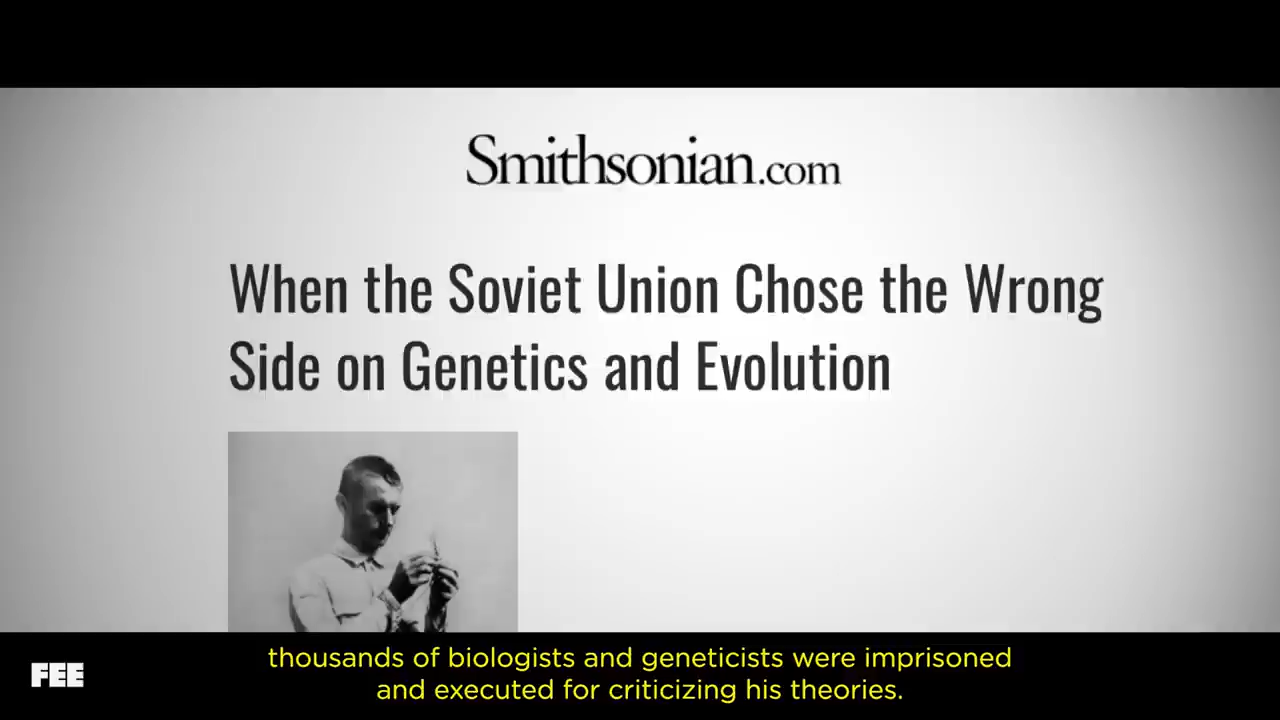 Smithsonian.com
When the Soviet Union Chose the Wrong
Side on Genetics and Evolution
thousands of biologists and geneticists were imprisoned
and executed for criticizing his theories.
FEE